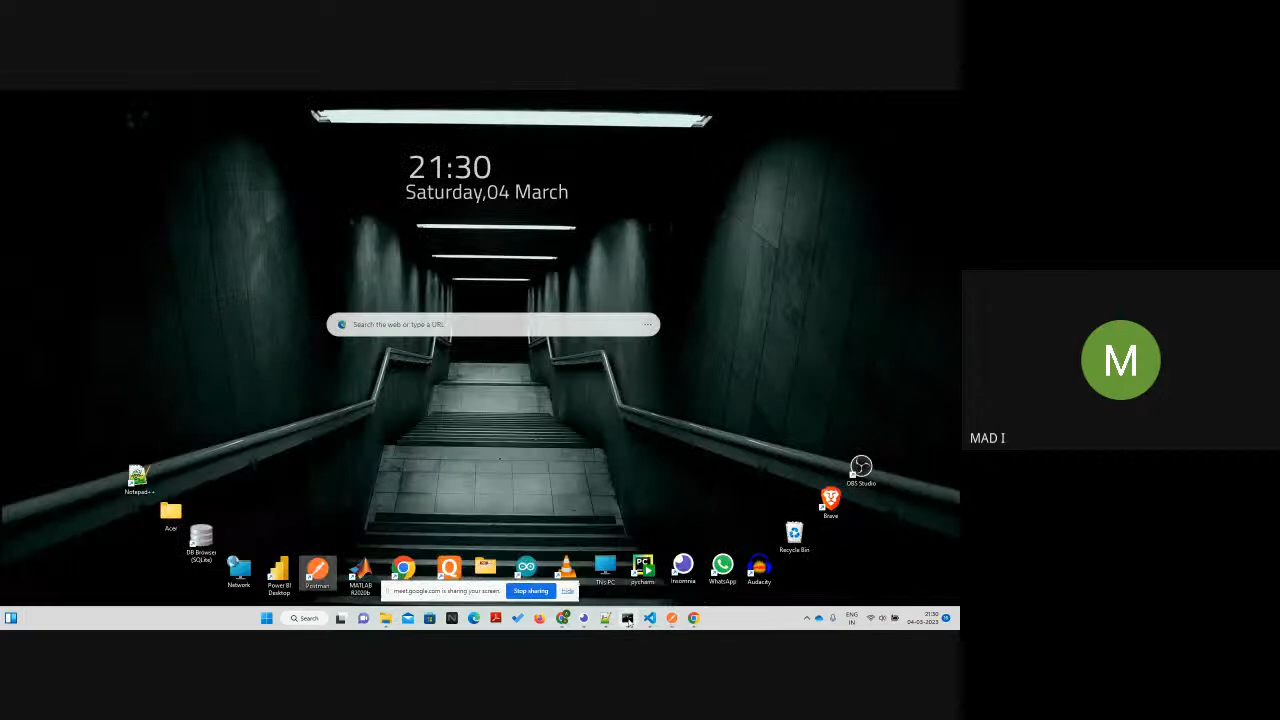 21:30
Saturday,04 March
Search the web or type a URL
M
MAD I
Notepad++
Acer
DB Browser
(SQLite)
Network
Power BI
Desktop
Postman
MATLAB
R2020b
This PC
pycharm
Insomnia
WhatsApp
Audacity
Recycle Bin
Brave
OBS Studio
meet.google.com is sharing your screen.
Stop sharing
Hide
Search
ENG
IN
21:30
04-03-2023